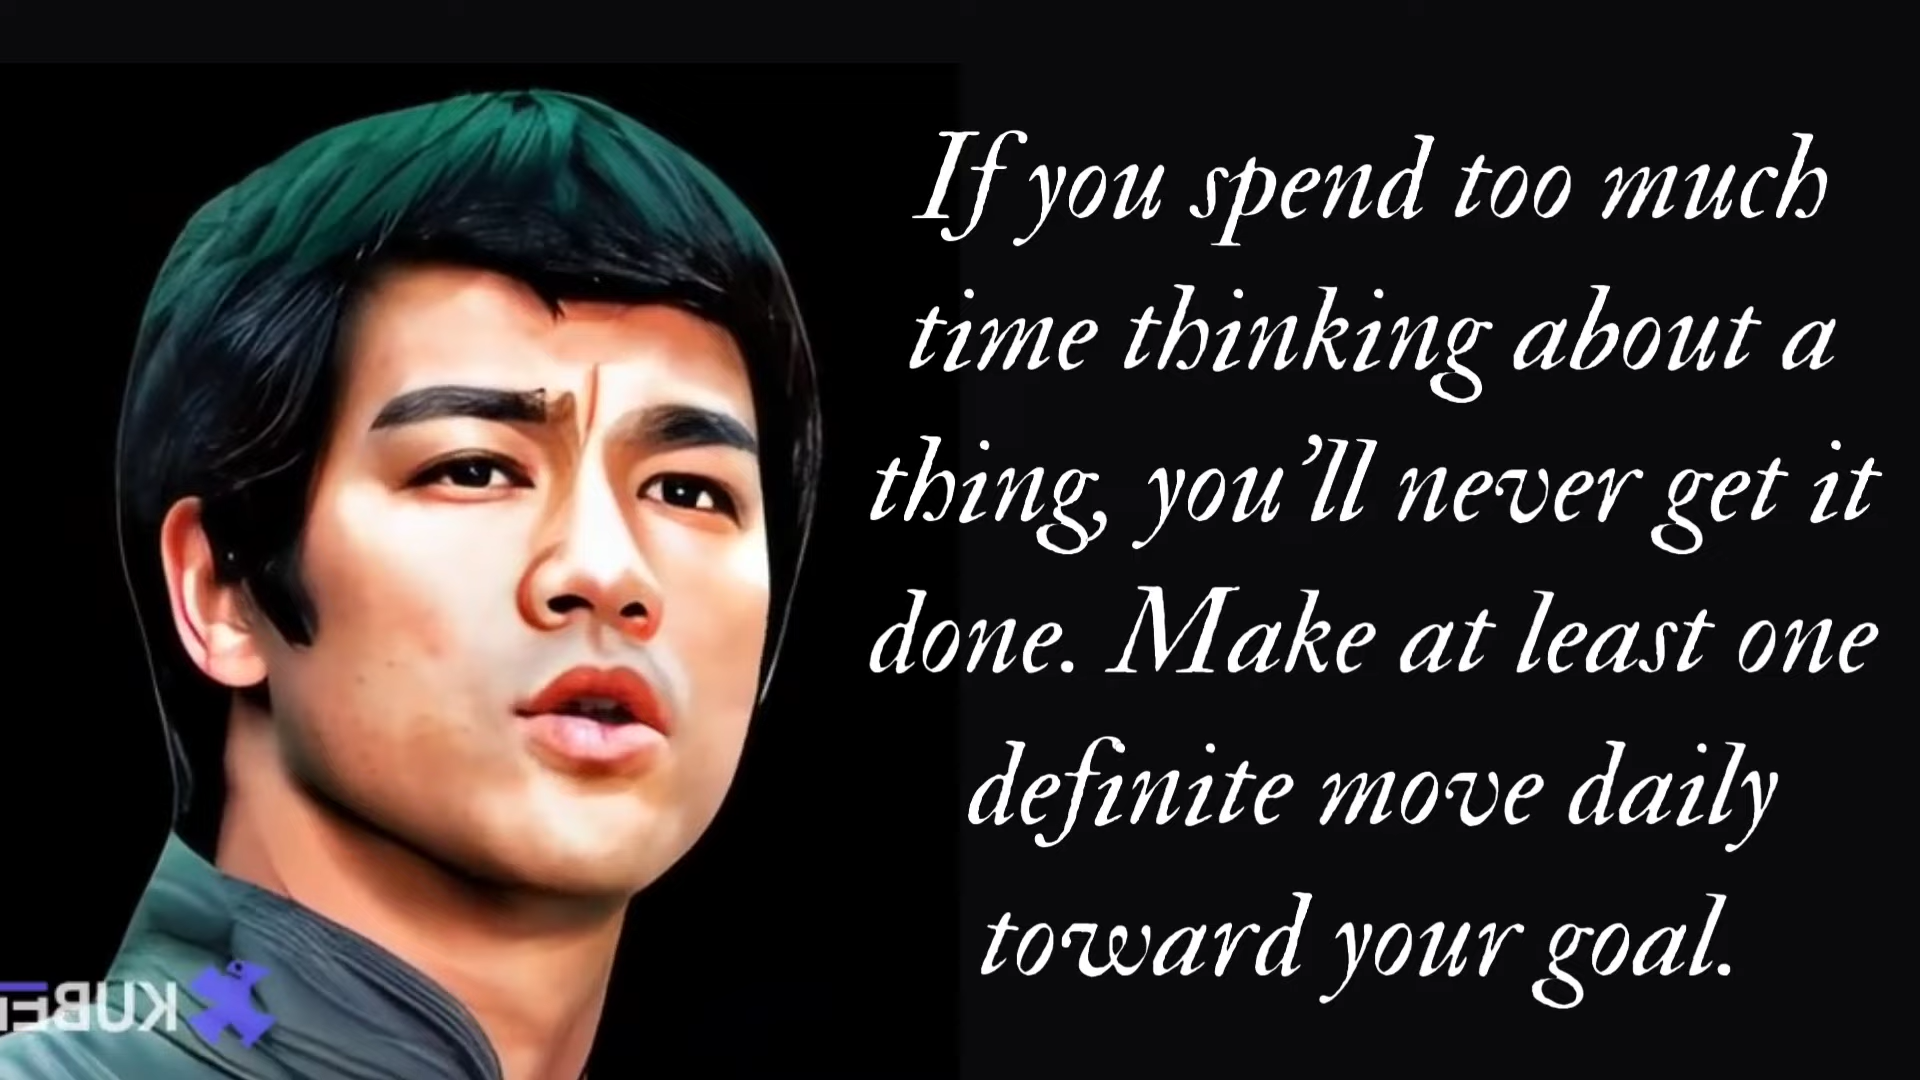 If you spend too much
time thinking about a
thing, you’ll never get it
done. Make at least one
definite move daily
toward your goal.
KUBE